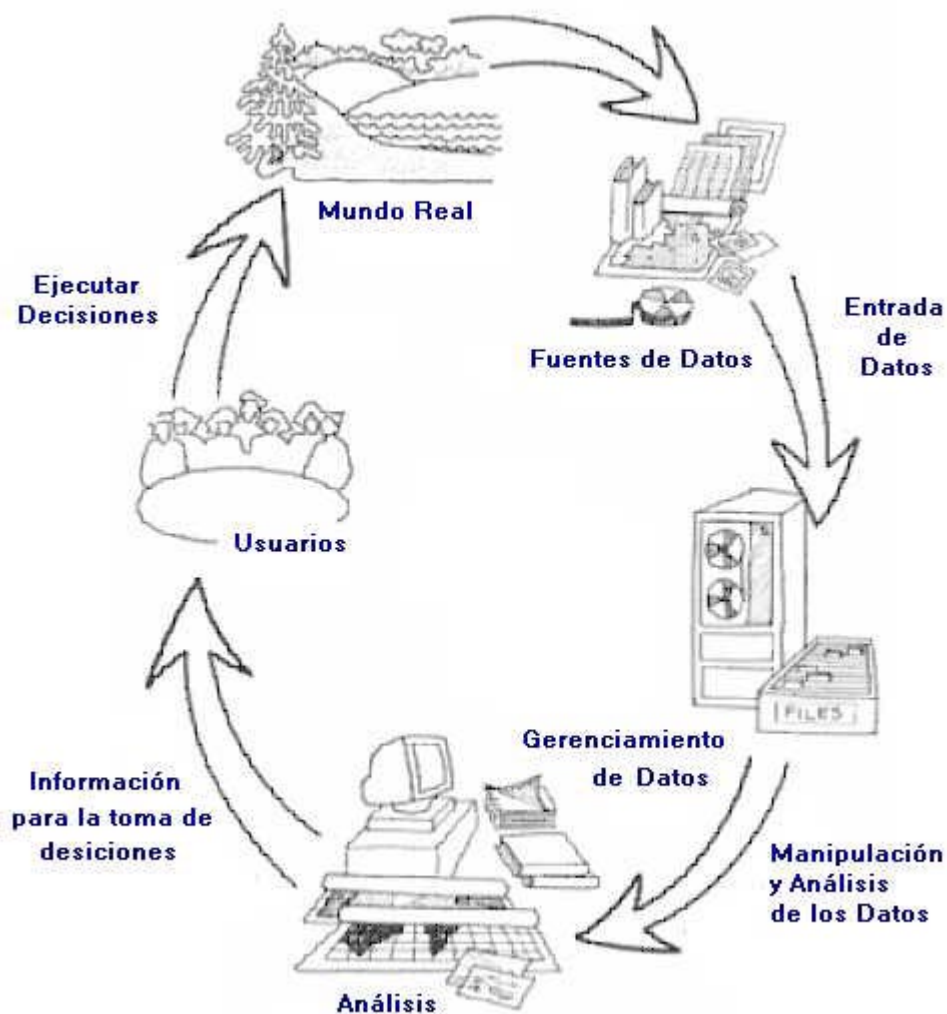 Mundo Real
Fuentes de Datos
Entrada
de
Datos
FILES
Gerenciamiento
de Datos
Manipulación
y Análisis
de los Datos
Análisis
Información
para la toma de
desiciones
Usuarios
Ejecutar
Decisiones